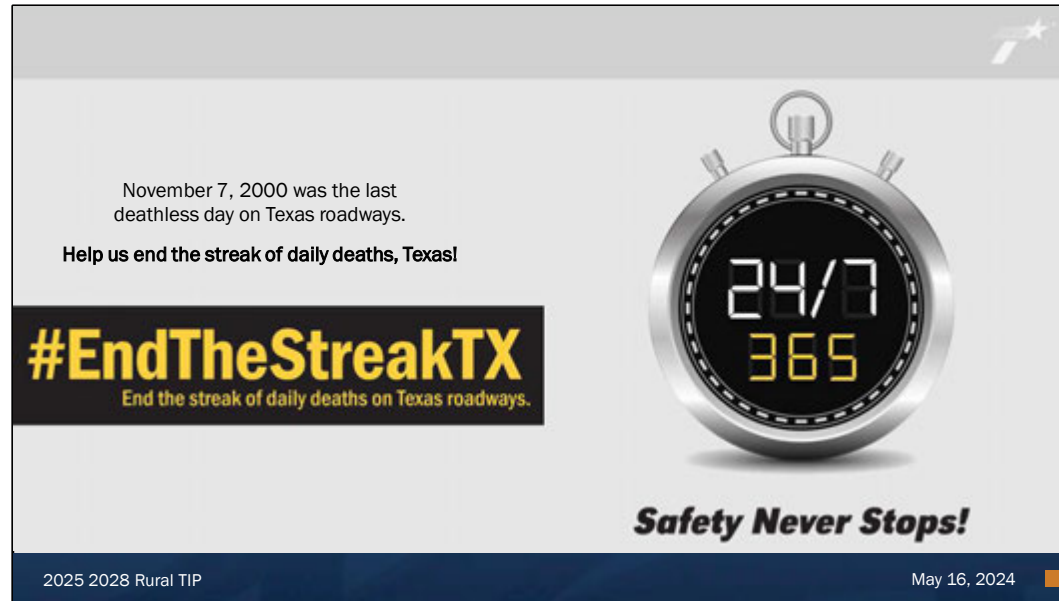 November 7, 2000 was the last
deathless day on Texas roadways.
Help us end the streak of daily deaths, Texas!
#EndTheStreakTX
End the streak of daily deaths on Texas roadways.
24/7
365
Safety Never Stops!
2025 2028 Rural TIP
May 16, 2024